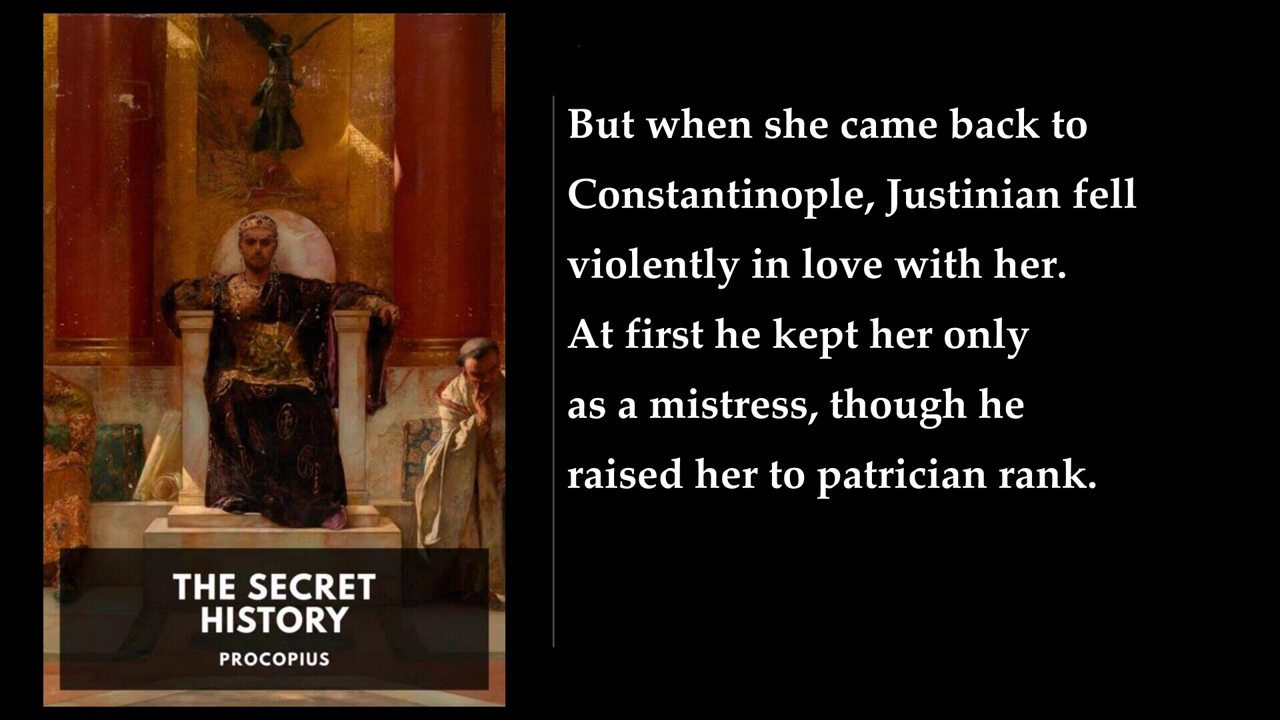 THE SECRET
HISTORY
PROCOPIUS
But when she came back to
Constantinople, Justinian fell
violently in love with her.
At first he kept her only
as a mistress, though he
raised her to patrician rank.